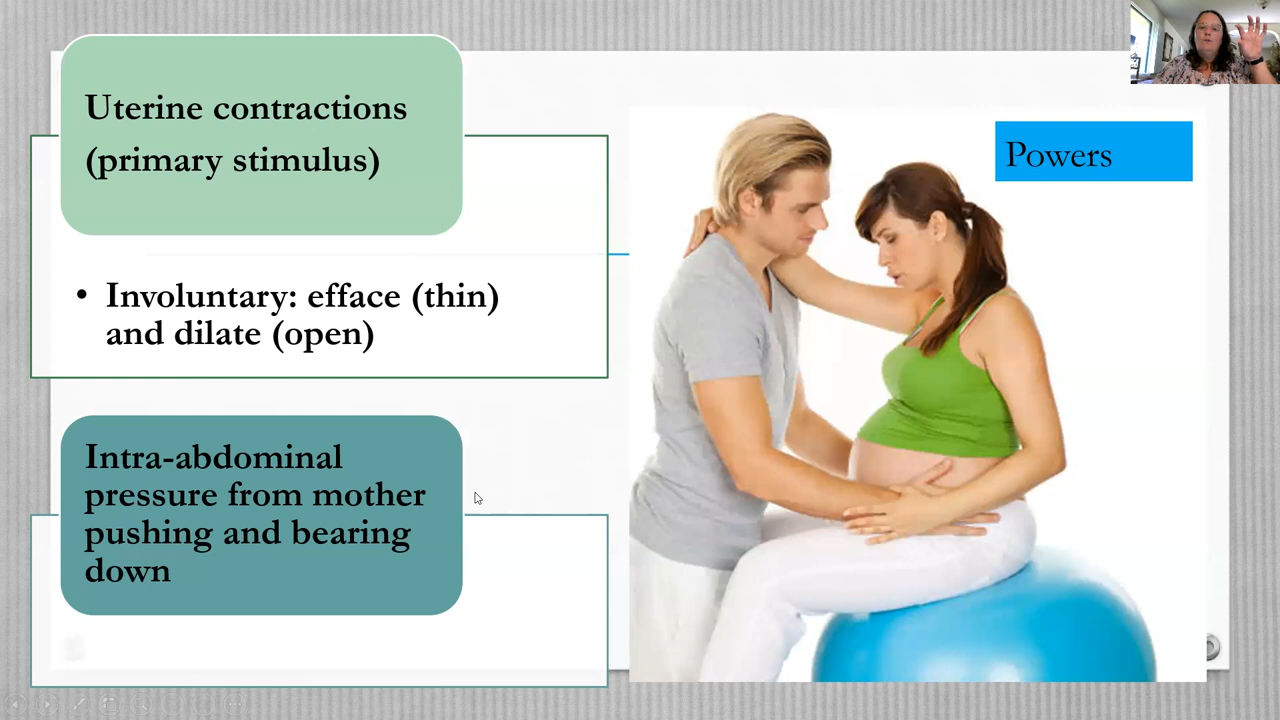 Uterine contractions
(primary stimulus)
Powers
• Involuntary: efface (thin)
and dilate (open)
Intra-abdominal
pressure from mother
pushing and bearing
down